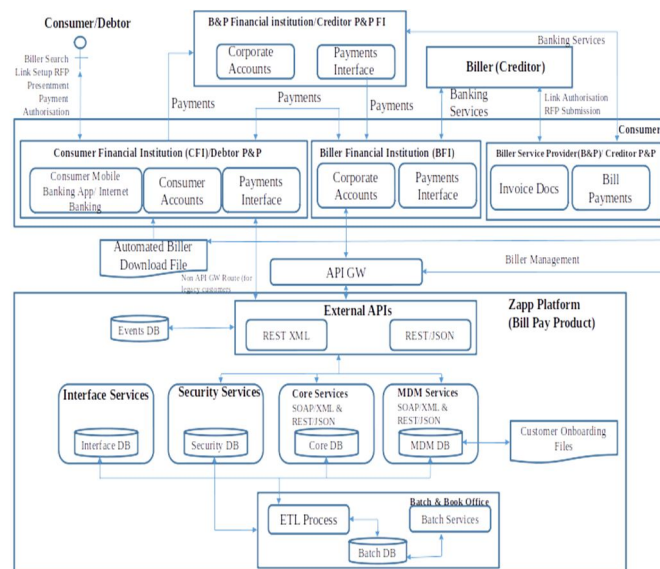 Consumer/Debtor
B&P Financial institution/Creditor P&P FI
Corporate
Accounts
Payments
Interface
Banking Services
Biller (Creditor)
Biller Search
Link Setup RFP
Presentment
Payment
Authorisation
Payments
Payments
Payments
Banking
Services
Link Authorisation
RFP Submission
Consumer
Consumer Financial Institution (CFI)/Debtor P&P
Consumer Mobile
Banking App/ Internet
Banking
Consumer
Accounts
Payments
Interface
Biller Financial Institution (BFI)
Corporate
Accounts
Payments
Interface
Biller Service Provider(B&P)/ Creditor P&P
Invoice Docs
Bill
Payments
Automated Biller
Download File
Non API GW Route (for
legacy customers
API GW
Biller Management
Zapp Platform
(Bill Pay Product)
External APIs
REST XML
REST/JSON
Events DB
Interface Services
Interface DB
Security Services
Security DB
Core Services
SOAP/XML &
REST/JSON
Core DB
MDM Services
SOAP/XML &
REST/JSON
MDM DB
Customer Onboarding
Files
Batch & Book Office
ETL Process
Batch Services
Batch DB